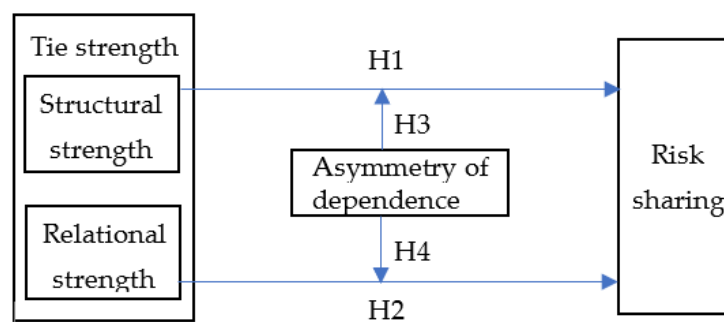 Tie strength
Structural
strength
Relational
strength
H1
H3
Asymmetry of
dependence
H4
H2
Risk
sharing